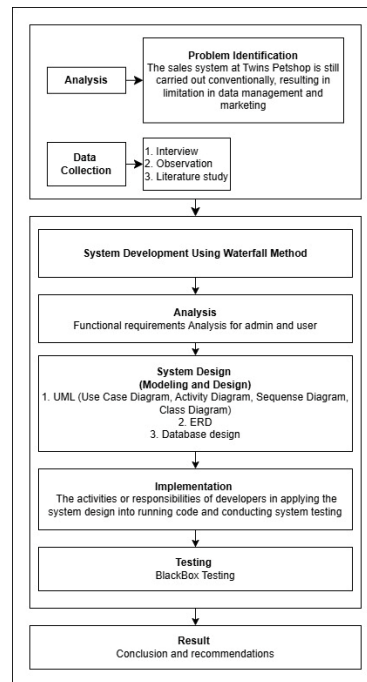 Problem Identification
The sales system at Twins Petshop is still
carried out conventionally, resulting in
limitation in data management and
marketing
Analysis
Data
Collection
1. Interview
2. Observation
3. Literature study
System Development Using Waterfall Method
Analysis
Functional requirements Analysis for admin and user
System Design
(Modeling and Design)
1. UML (Use Case Diagram, Activity Diagram, Sequense Diagram,
Class Diagram)
2. ERD
3. Database design
Implementation
The activities or responsibilities of developers in applying the
system design into running code and conducting system testing
Testing
BlackBox Testing
Result
Conclusion and recommendations